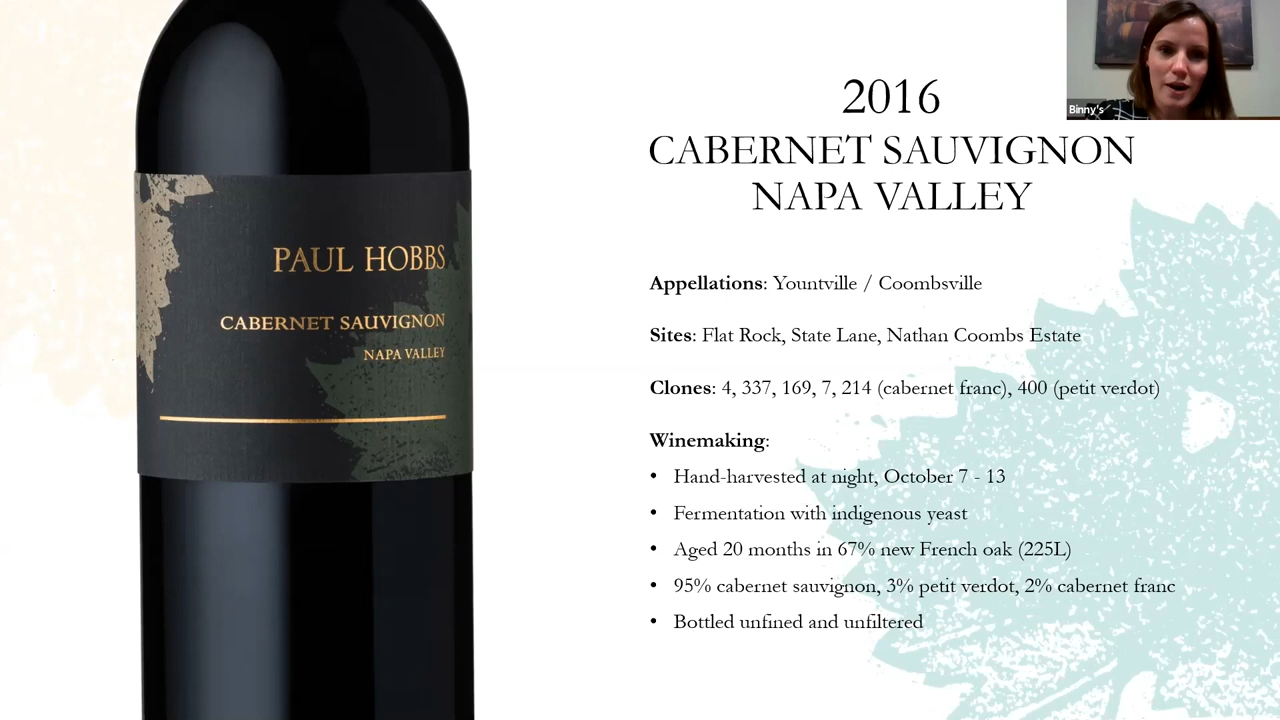 Binny's
2016
CABERNET SAUVIGNON
NAPA VALLEY
PAUL HOBBS
CABERNET SAUVIGNON
NAPA VALLEY
Appellations: Yountville / Coombsville
Sites: Flat Rock, State Lane, Nathan Coombs Estate
Clones: 4, 337, 169, 7, 214 (cabernet franc), 400 (petit verdot)
Winemaking:
• Hand-harvested at night, October 7 - 13
• Fermentation with indigenous yeast
• Aged 20 months in 67% new French oak (225L)
• 95% cabernet sauvignon, 3% petit verdot, 2% cabernet franc
• Bottled unfined and unfiltered